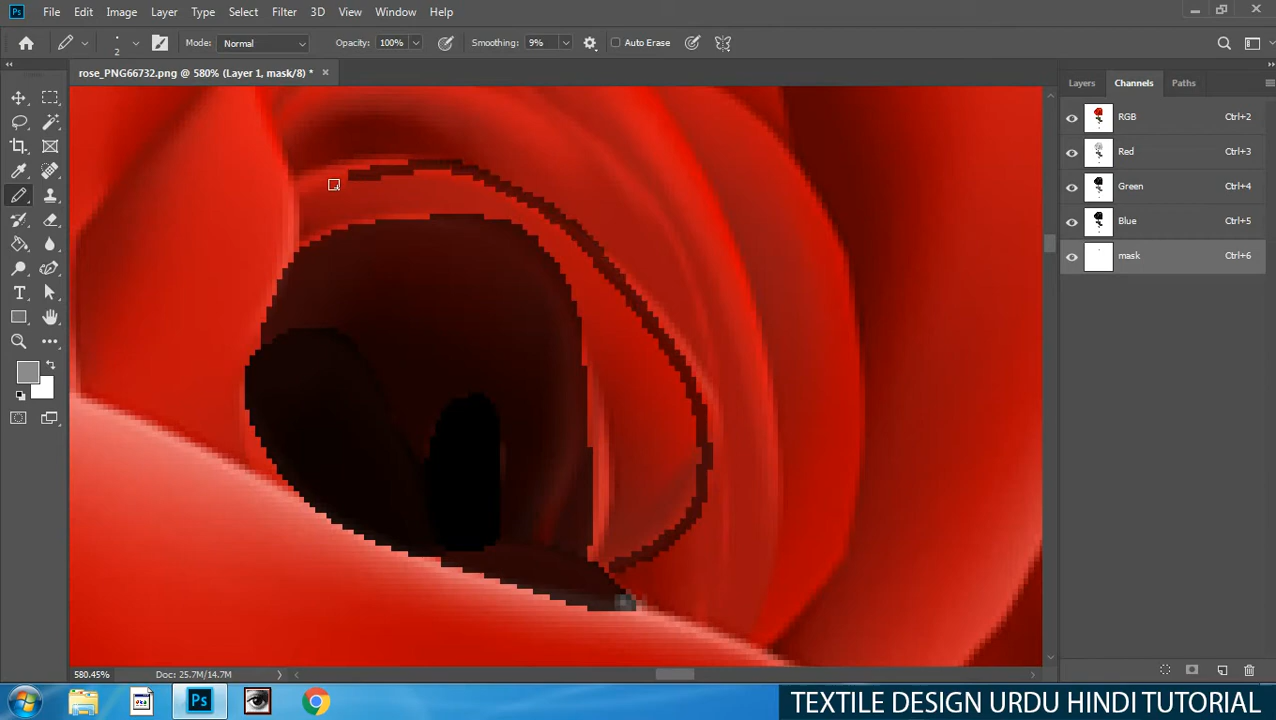 Ps File Edit Image Layer Type Select Filter 3D View Window Help
2 Mode: Normal Opacity: 100% Smoothing: 9% Auto Erase
rose_PNG66732.png @ 580% (Layer 1, mask/8) * ×
Layers Channels Paths
RGB Ctrl+2
Red Ctrl+3
Green Ctrl+4
Blue Ctrl+5
mask Ctrl+6
T
580.45% Doc: 25.7M/14.7M
Ps
TEXTILE DESIGN URDU HINDI TUTORIAL